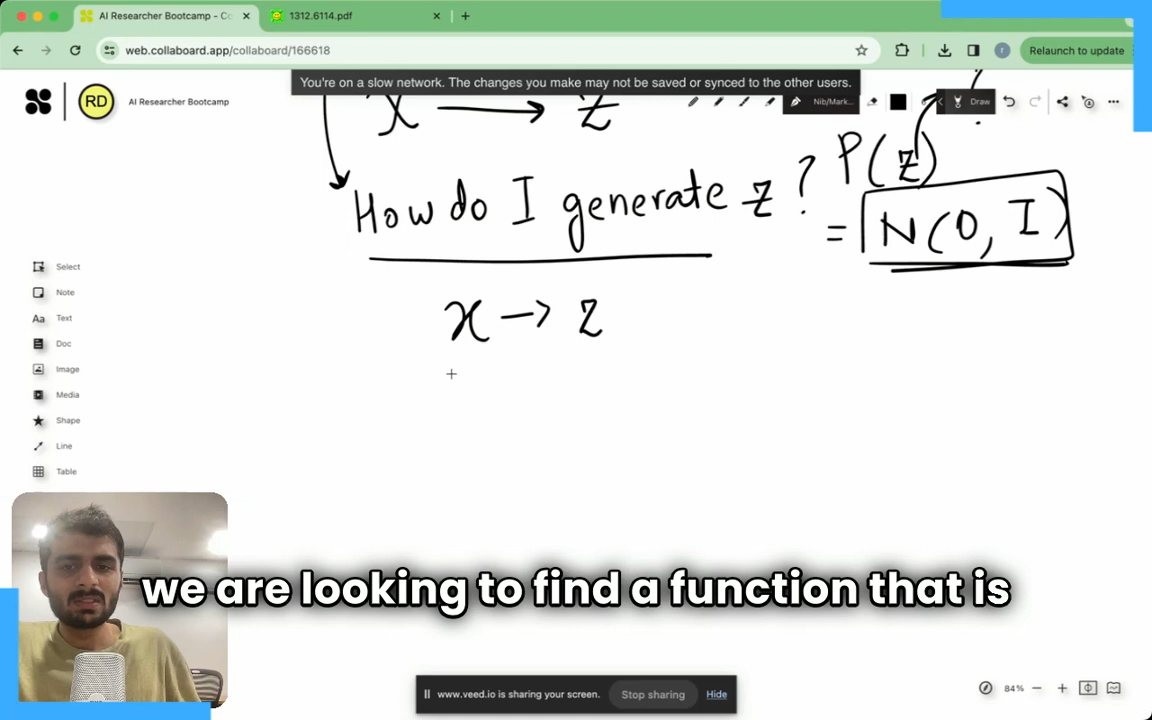 AI Researcher Bootcamp - Co
1312.6114.pdf
web.collaboard.app/collaboard/166618
Relaunch to update
You're on a slow network. The changes you make may not be saved or synced to the other users.
RD
AI Researcher Bootcamp
Nib/Mark...
Draw
x → z
P(z)
How do I generate z ?
= N(0, I)
x → z
Select
Note
Aa Text
Doc
Image
Media
Shape
Line
Table
we are looking to find a function that is
www.veed.io is sharing your screen.
Stop sharing
Hide
84%